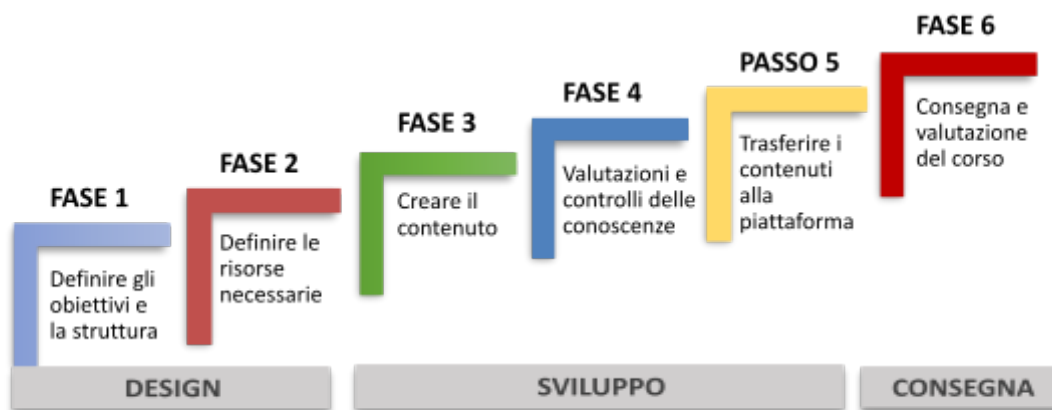 FASE 1
Definire gli
obiettivi e
la struttura
FASE 2
Definire le
risorse
necessarie
FASE 3
Creare il
contenuto
FASE 4
Valutazioni e
controlli delle
conoscenze
PASSO 5
Trasferire i
contenuti
alla
piattaforma
FASE 6
Consegna e
valutazione
del corso
DESIGN
SVILUPPO
CONSEGNA